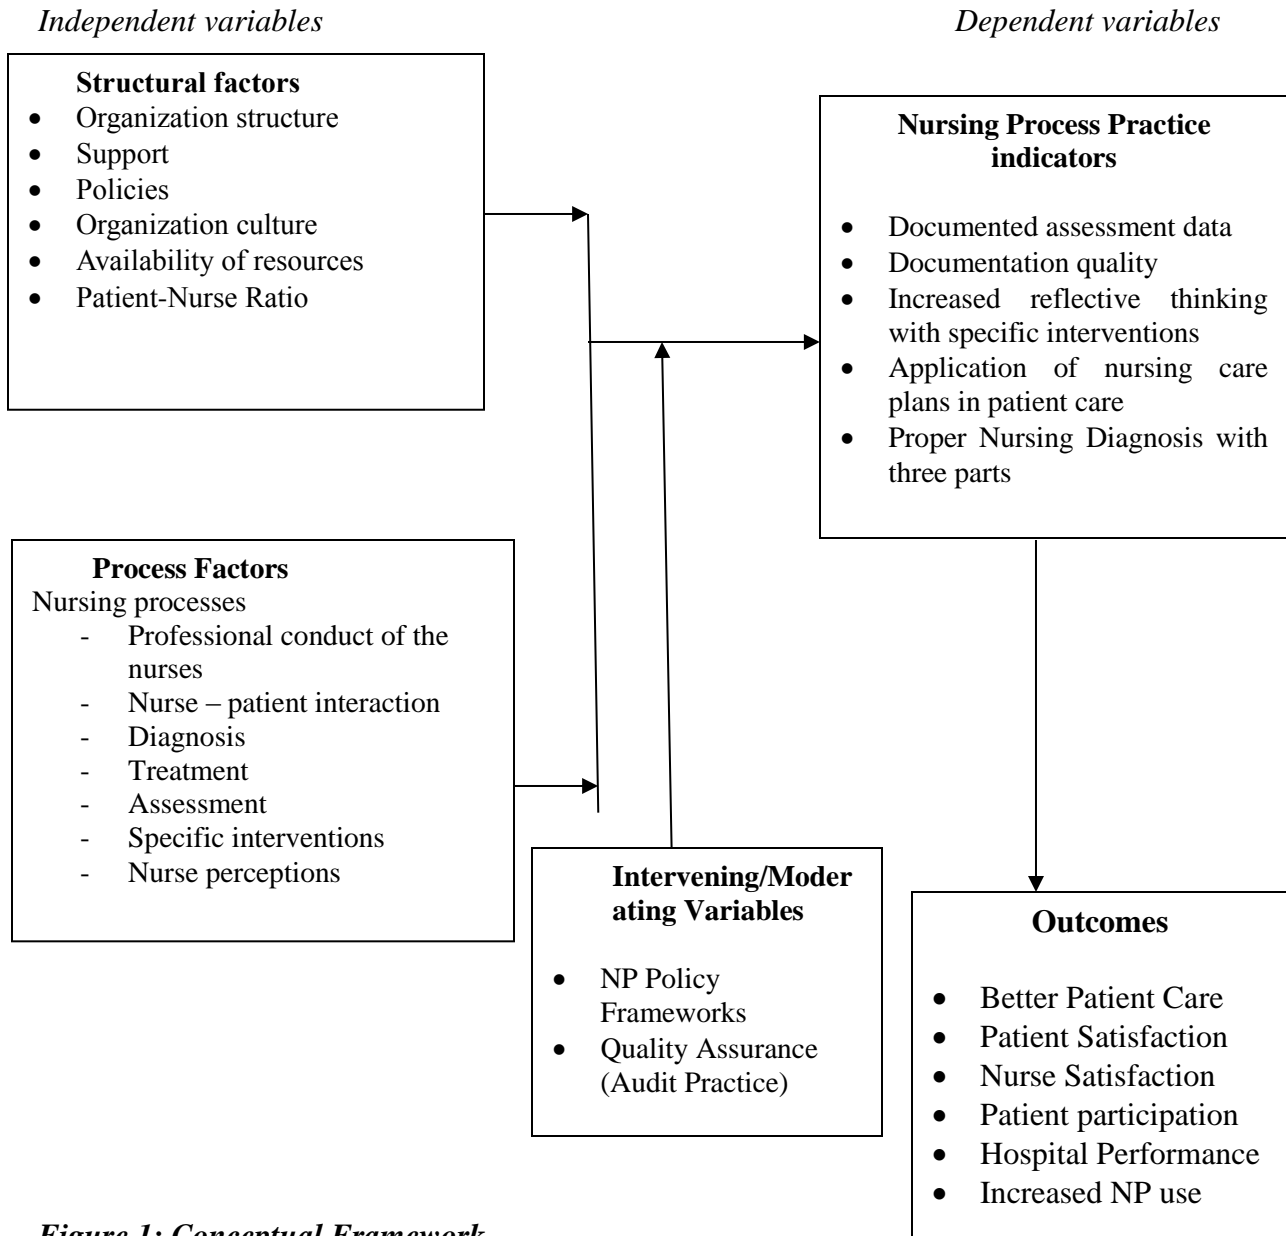 Independent variables
Dependent variables
Structural factors
• Organization structure
• Support
• Policies
• Organization culture
• Availability of resources
• Patient-Nurse Ratio
Nursing Process Practice
indicators
• Documented assessment data
• Documentation quality
• Increased reflective thinking
with specific interventions
• Application of nursing care
plans in patient care
• Proper Nursing Diagnosis with
three parts
Process Factors
Nursing processes
- Professional conduct of the
nurses
- Nurse – patient interaction
- Diagnosis
- Treatment
- Assessment
- Specific interventions
- Nurse perceptions
Intervening/Moder
ating Variables
• NP Policy
Frameworks
• Quality Assurance
(Audit Practice)
Outcomes
• Better Patient Care
• Patient Satisfaction
• Nurse Satisfaction
• Patient participation
• Hospital Performance
• Increased NP use
Figure 1: Conceptual Framework